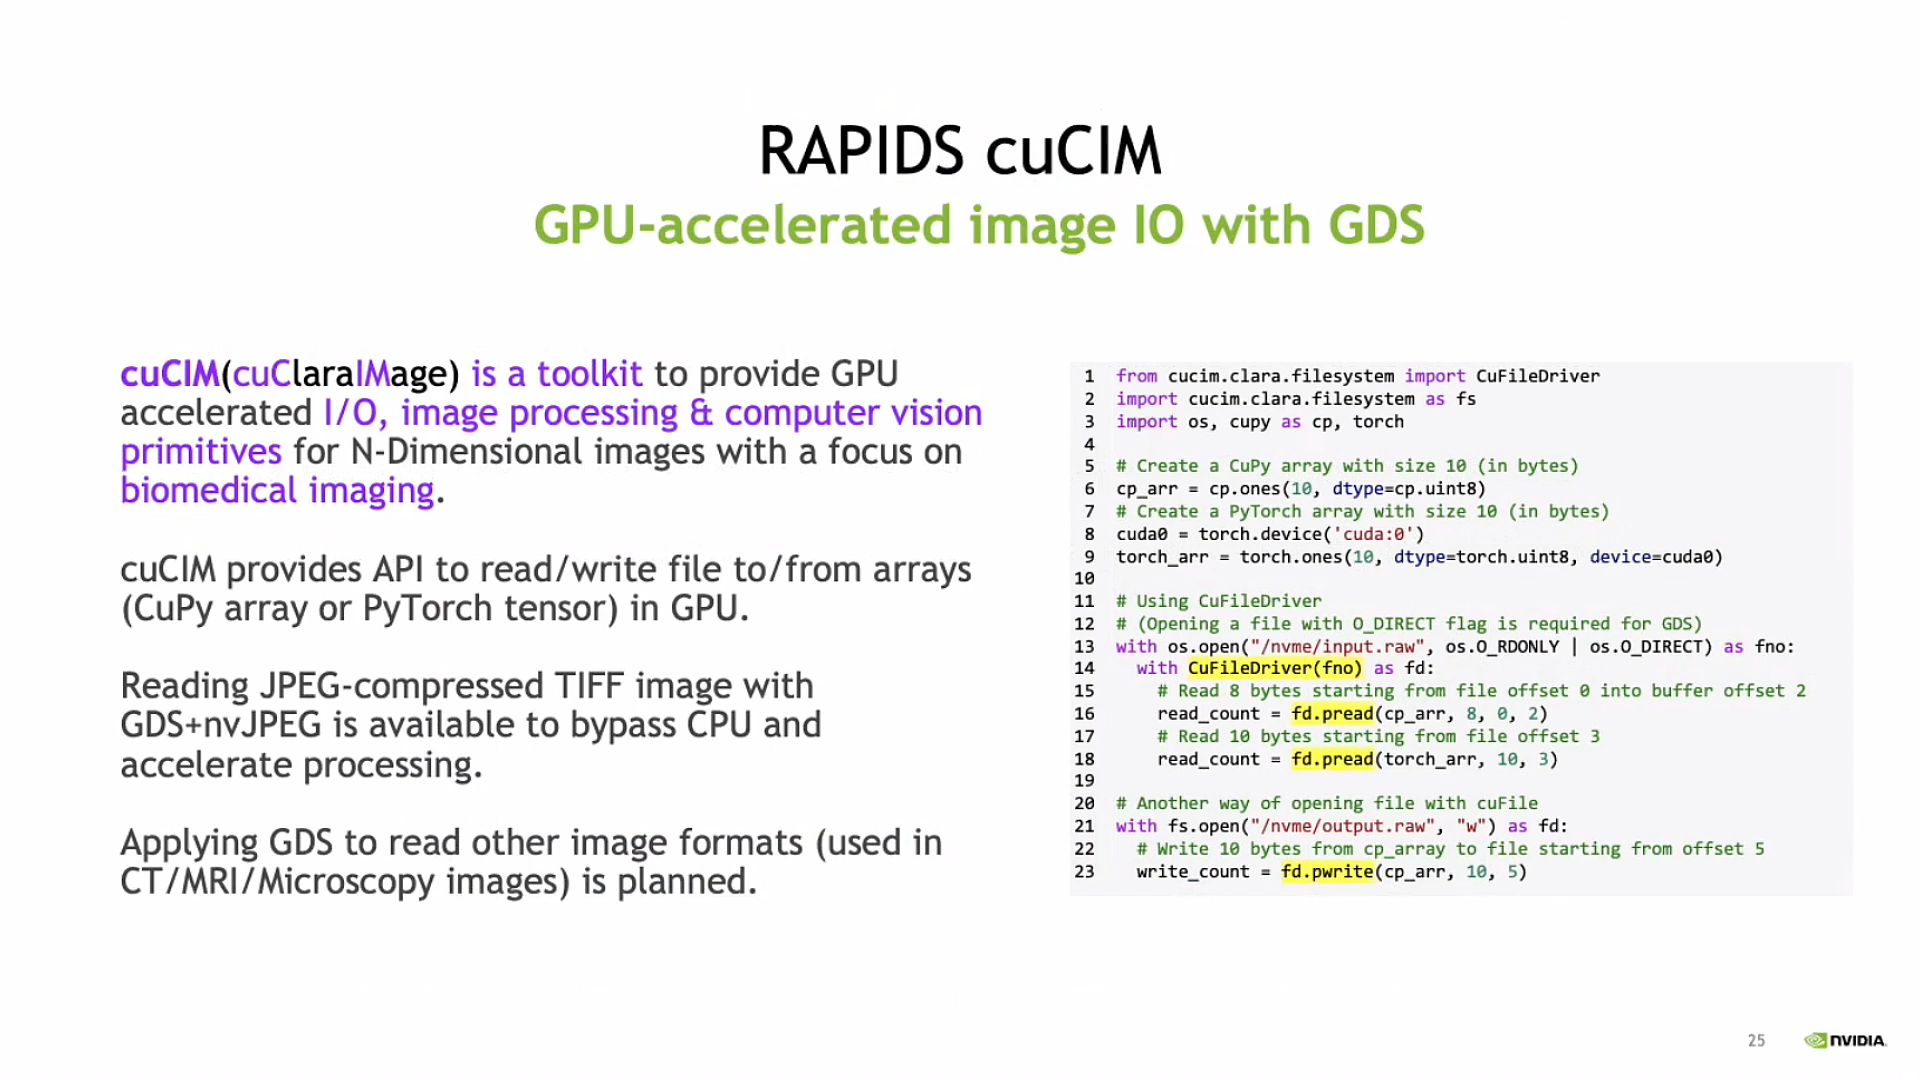 RAPIDS cuCIM
GPU-accelerated image IO with GDS
cuCIM(cuClaraIMage) is a toolkit to provide GPU
accelerated I/O, image processing & computer vision
primitives for N-Dimensional images with a focus on
biomedical imaging.
cuCIM provides API to read/write file to/from arrays
(CuPy array or PyTorch tensor) in GPU.
Reading JPEG-compressed TIFF image with
GDS+nvJPEG is available to bypass CPU and
accelerate processing.
Applying GDS to read other image formats (used in
CT/MRI/Microscopy images) is planned.
1 from cucim.clara.filesystem import CuFileDriver
2 import cucim.clara.filesystem as fs
3 import os, cupy as cp, torch
4
5 # Create a CuPy array with size 10 (in bytes)
6 cp_arr = cp.ones(10, dtype=cp.uint8)
7 # Create a PyTorch array with size 10 (in bytes)
8 cuda0 = torch.device('cuda:0')
9 torch_arr = torch.ones(10, dtype=torch.uint8, device=cuda0)
10
11 # Using CuFileDriver
12 # (Opening a file with O_DIRECT flag is required for GDS)
13 with os.open("/nvme/input.raw", os.O_RDONLY | os.O_DIRECT) as fno:
14   with CuFileDriver(fno) as fd:
15     # Read 8 bytes starting from file offset 0 into buffer offset 2
16     read_count = fd.pread(cp_arr, 8, 0, 2)
17     # Read 10 bytes starting from file offset 3
18     read_count = fd.pread(torch_arr, 10, 3)
19
20 # Another way of opening file with cuFile
21 with fs.open("/nvme/output.raw", "w") as fd:
22   # Write 10 bytes from cp_array to file starting from offset 5
23   write_count = fd.pwrite(cp_arr, 10, 5)
25
NVIDIA.